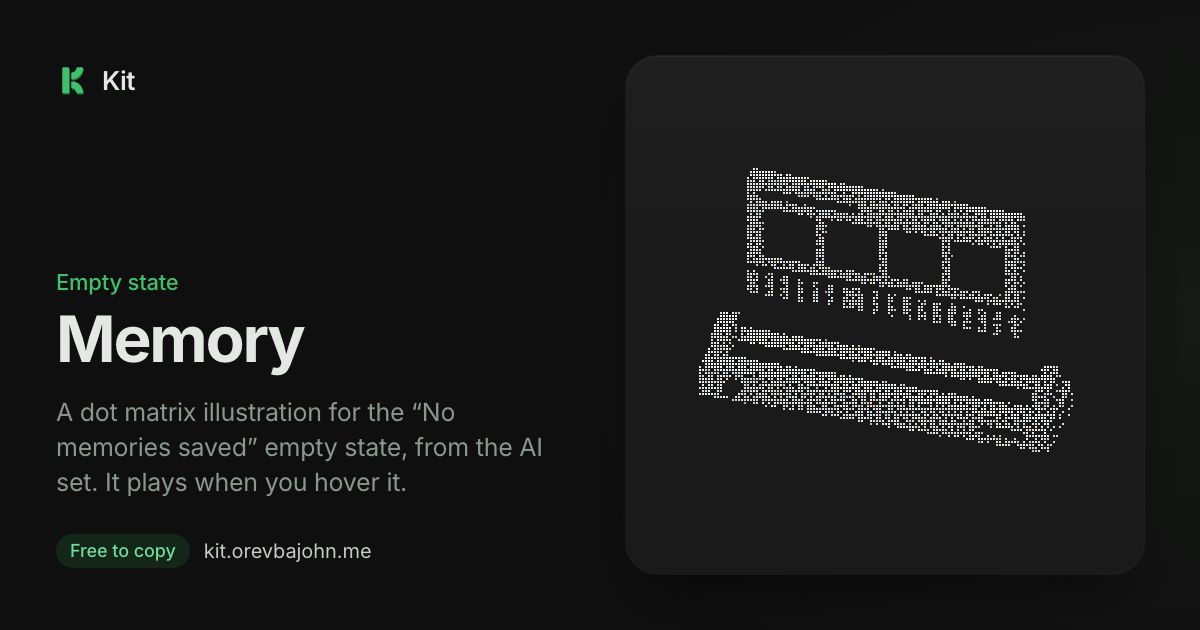 Kit
Empty state
Memory
A dot matrix illustration for the “No
memories saved” empty state, from the AI
set. It plays when you hover it.
Free to copy
kit.orevbajohn.me